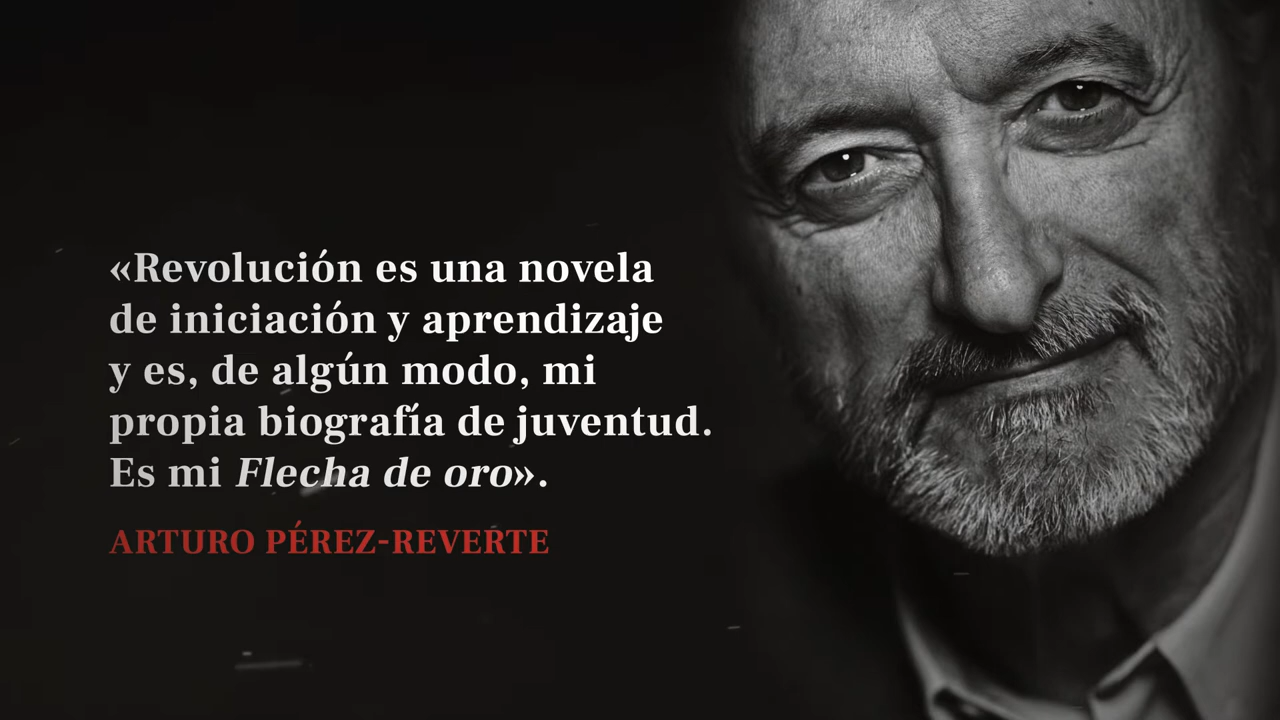 «Revolución es una novela
de iniciación y aprendizaje
y es, de algún modo, mi
propia biografía de juventud.
Es mi Flecha de oro».
ARTURO PÉREZ-REVERTE